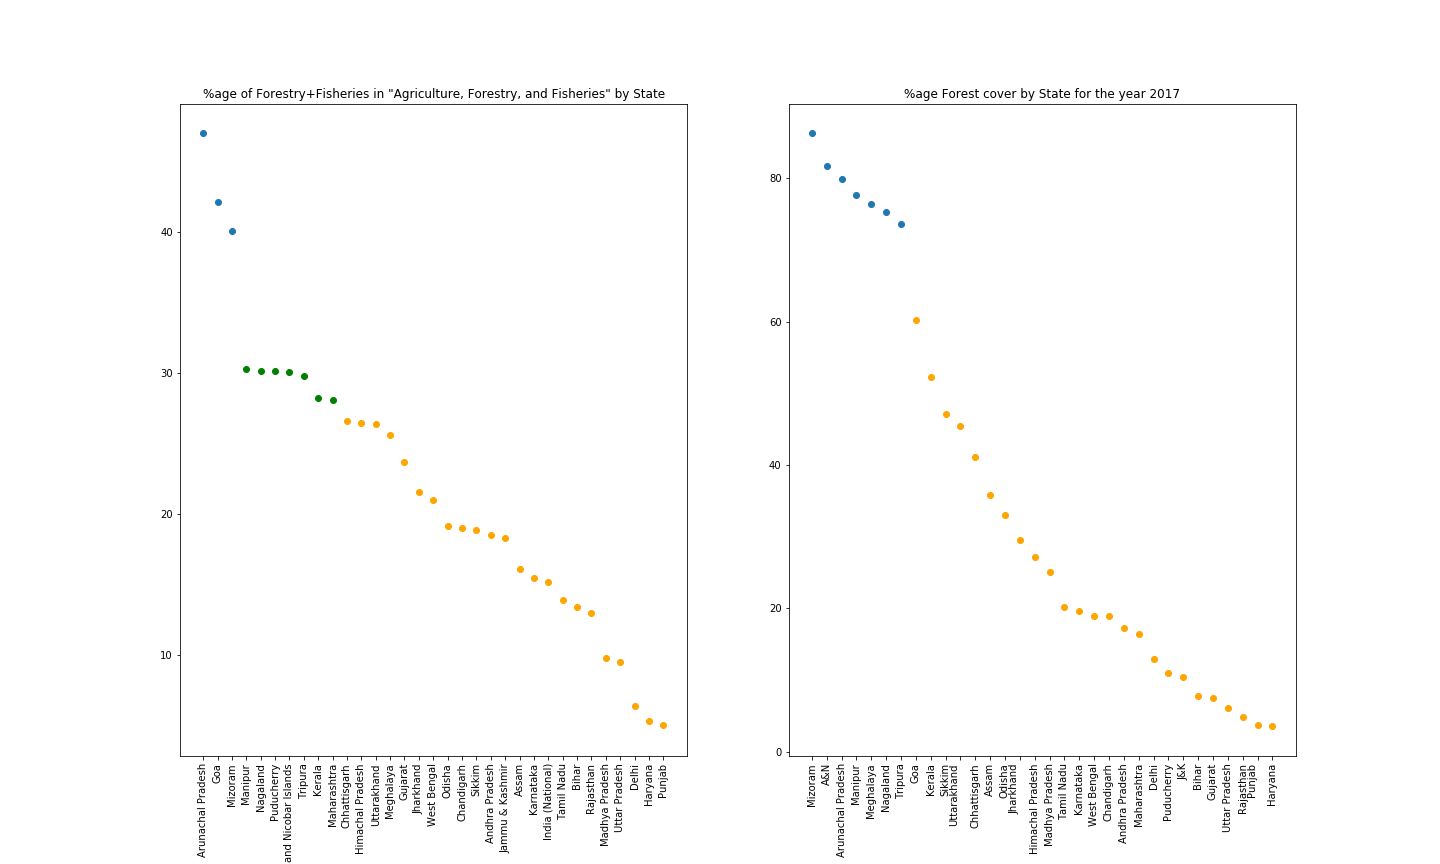 %age of Forestry+Fisheries in "Agriculture, Forestry, and Fisheries" by State
40
30
20
10
Arunachal Pradesh
Goa
Mizoram
Manipur
Nagaland
Puducherry
and Nicobar Islands
Tripura
Kerala
Maharashtra
Chhattisgarh
Himachal Pradesh
Uttarakhand
Meghalaya
Gujarat
Jharkhand
West Bengal
Odisha
Chandigarh
Sikkim
Andhra Pradesh
Jammu & Kashmir
Assam
Karnataka
India (National)
Tamil Nadu
Bihar
Rajasthan
Madhya Pradesh
Uttar Pradesh
Delhi
Haryana
Punjab
%age Forest cover by State for the year 2017
80
60
40
20
0
Mizoram
A&N
Arunachal Pradesh
Manipur
Meghalaya
Nagaland
Tripura
Goa
Kerala
Sikkim
Uttarakhand
Chhattisgarh
Assam
Odisha
Jharkhand
Himachal Pradesh
Madhya Pradesh
Tamil Nadu
Karnataka
West Bengal
Chandigarh
Andhra Pradesh
Maharashtra
Delhi
Puducherry
J&K
Bihar
Gujarat
Uttar Pradesh
Rajasthan
Punjab
Haryana